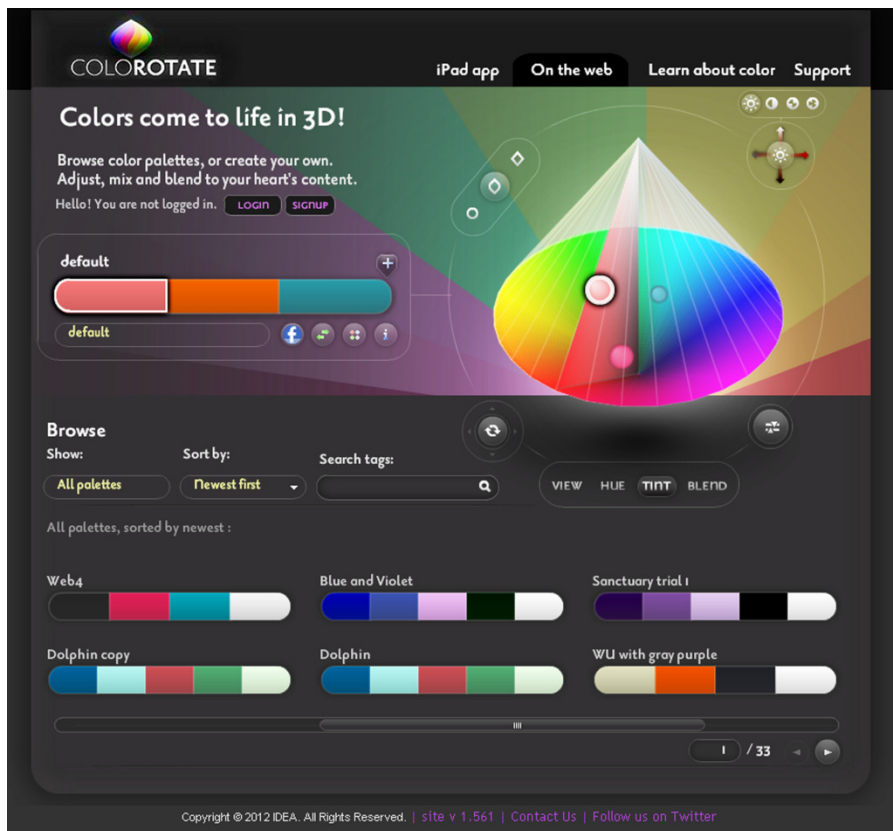 COLOROTATE
iPad app
On the web
Learn about color
Support
Colors come to life in 3D!
Browse color palettes, or create your own.
Adjust, mix and blend to your heart's content.
Hello! You are not logged in. LOGIN SIGNUP
default
default
Browse
Show:
Sort by:
Search tags:
All palettes
Newest first
VIEW HUE TINT BLEND
All palettes, sorted by newest :
Web4
Blue and Violet
Sanctuary trial 1
Dolphin copy
Dolphin
WU with gray purple
1 / 33
Copyright © 2012 IDEA. All Rights Reserved. | site v 1.561 | Contact Us | Follow us on Twitter